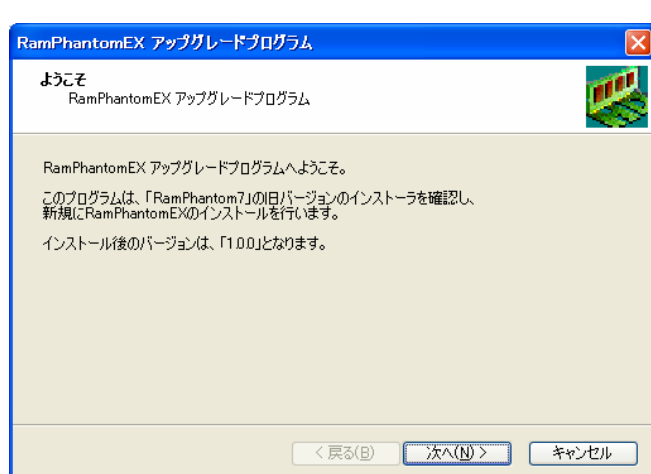 RamPhantomEX アップグレードプログラム
ようこそ
RamPhantomEX アップグレードプログラム
RamPhantomEX アップグレードプログラムへようこそ。
このプログラムは、「RamPhantom7」の旧バージョンのインストーラを確認し、
新規にRamPhantomEXのインストールを行います。
インストール後のバージョンは、「1.0.0」となります。
< 戻る(B) 次へ(N) > キャンセル